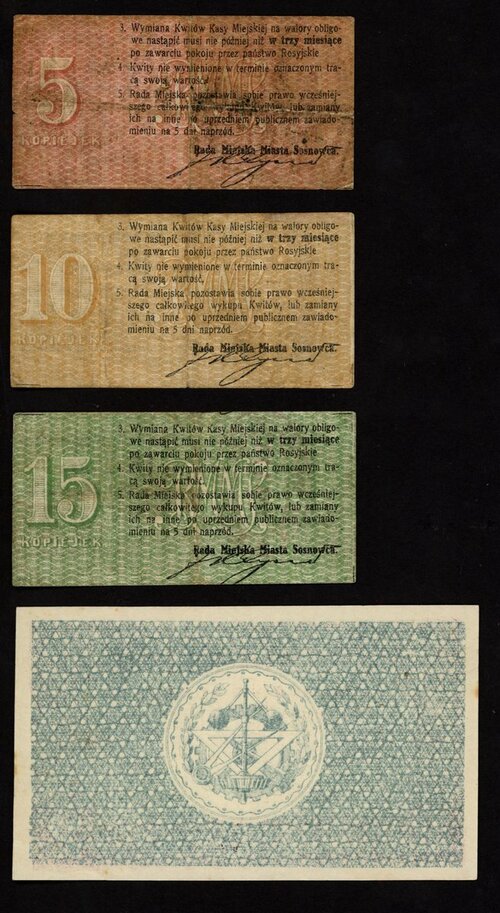 5
KOPIEJEK
3. Wymiana Kwitów Kasy Miejskiej na walory obligo-
we nastąpić musi nie później niż w trzy miesiące
po zawarciu pokoju przez państwo Rosyjskie
4. Kwity nie wymienione w terminie oznaczonym tra-
cą swoją wartość.
5. Rada Miejska pozostawia sobie prawo wcześniej-
szego całkowitego wykupu Kwitów, lub zamiany
ich na inne po uprzedniem publicznem zawiado-
mieniu na 5 dni naprzód.
Rada Miejska Miasta Sosnowca.
10
KOPIEJEK
3. Wymiana Kwitów Kasy Miejskiej na walory obligo-
we nastąpić musi nie później niż w trzy miesiące
po zawarciu pokoju przez państwo Rosyjskie
4. Kwity nie wymienione w terminie oznaczonym tra-
cą swoją wartość.
5. Rada Miejska pozostawia sobie prawo wcześniej-
szego całkowitego wykupu Kwitów, lub zamiany
ich na inne po uprzedniem publicznem zawiado-
mieniu na 5 dni naprzód.
Rada Miejska Miasta Sosnowca.
15
KOPIEJEK
3. Wymiana Kwitów Kasy Miejskiej na walory obligo-
we nastąpić musi nie później niż w trzy miesiące
po zawarciu pokoju przez państwo Rosyjskie
4. Kwity nie wymienione w terminie oznaczonym tra-
cą swoją wartość.
5. Rada Miejska pozostawia sobie prawo wcześniej-
szego całkowitego wykupu Kwitów, lub zamiany
ich na inne po uprzedniem publicznem zawiado-
mieniu na 5 dni naprzód.
Rada Miejska Miasta Sosnowca.